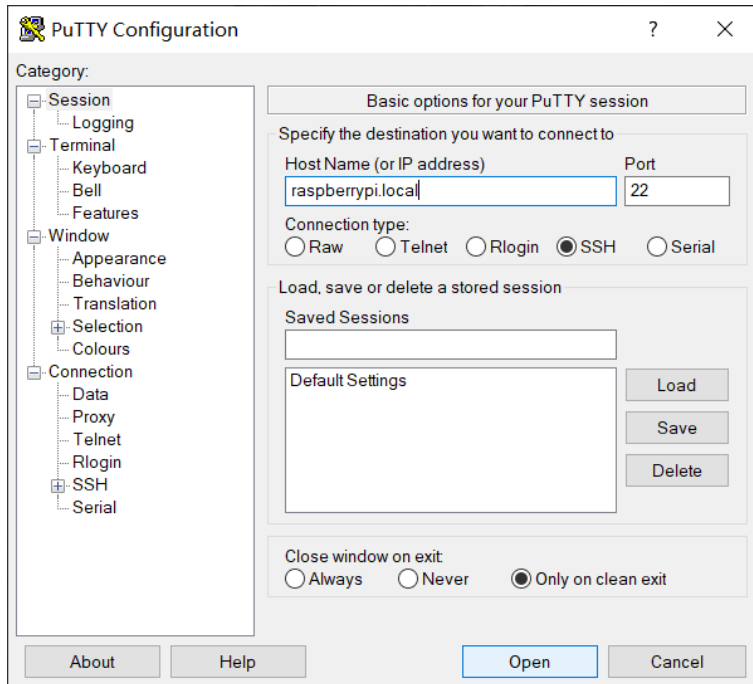 PuTTY Configuration
?
Category:
Session
Logging
Terminal
Keyboard
Bell
Features
Window
Appearance
Behaviour
Translation
Selection
Colours
Connection
Data
Proxy
Telnet
Rlogin
SSH
Serial
Basic options for your PuTTY session
Specify the destination you want to connect to
Host Name (or IP address) Port
raspberrypi.local 22
Connection type:
Raw Telnet Rlogin SSH Serial
Load, save or delete a stored session
Saved Sessions
Default Settings
Load
Save
Delete
Close window on exit:
Always Never Only on clean exit
About Help Open Cancel